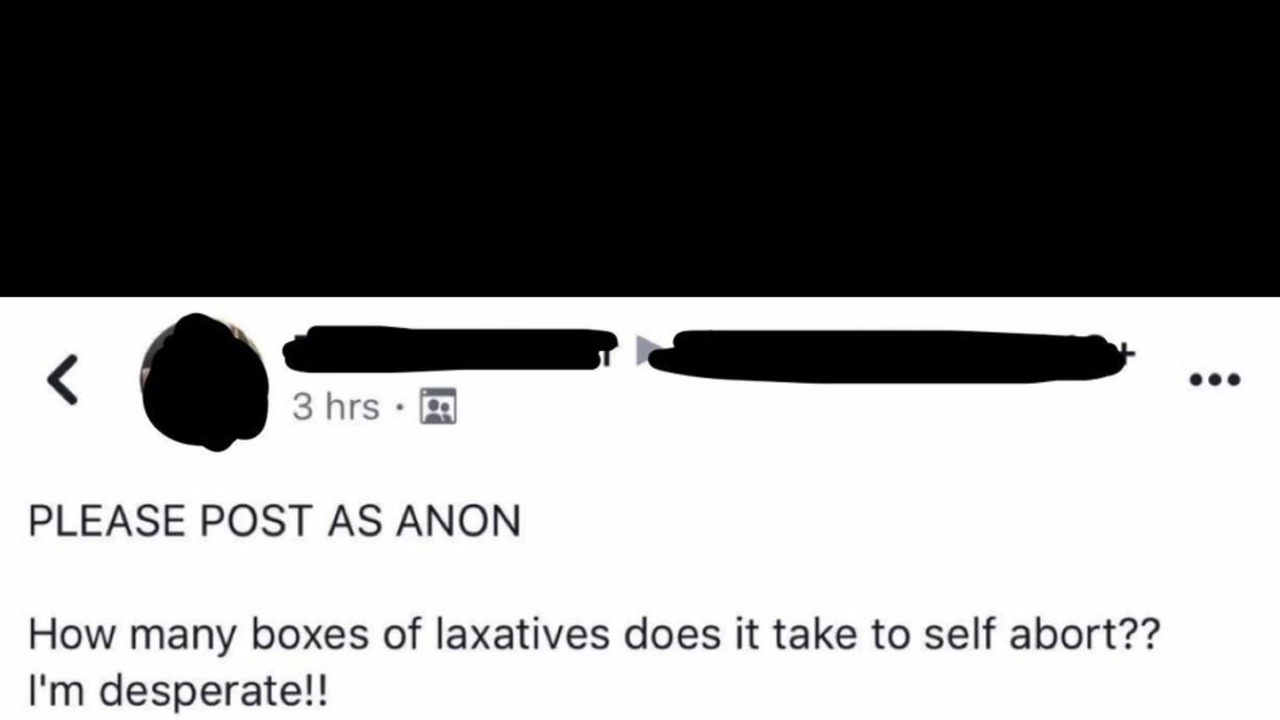 3 hrs ·
PLEASE POST AS ANON
How many boxes of laxatives does it take to self abort??
I'm desperate!!